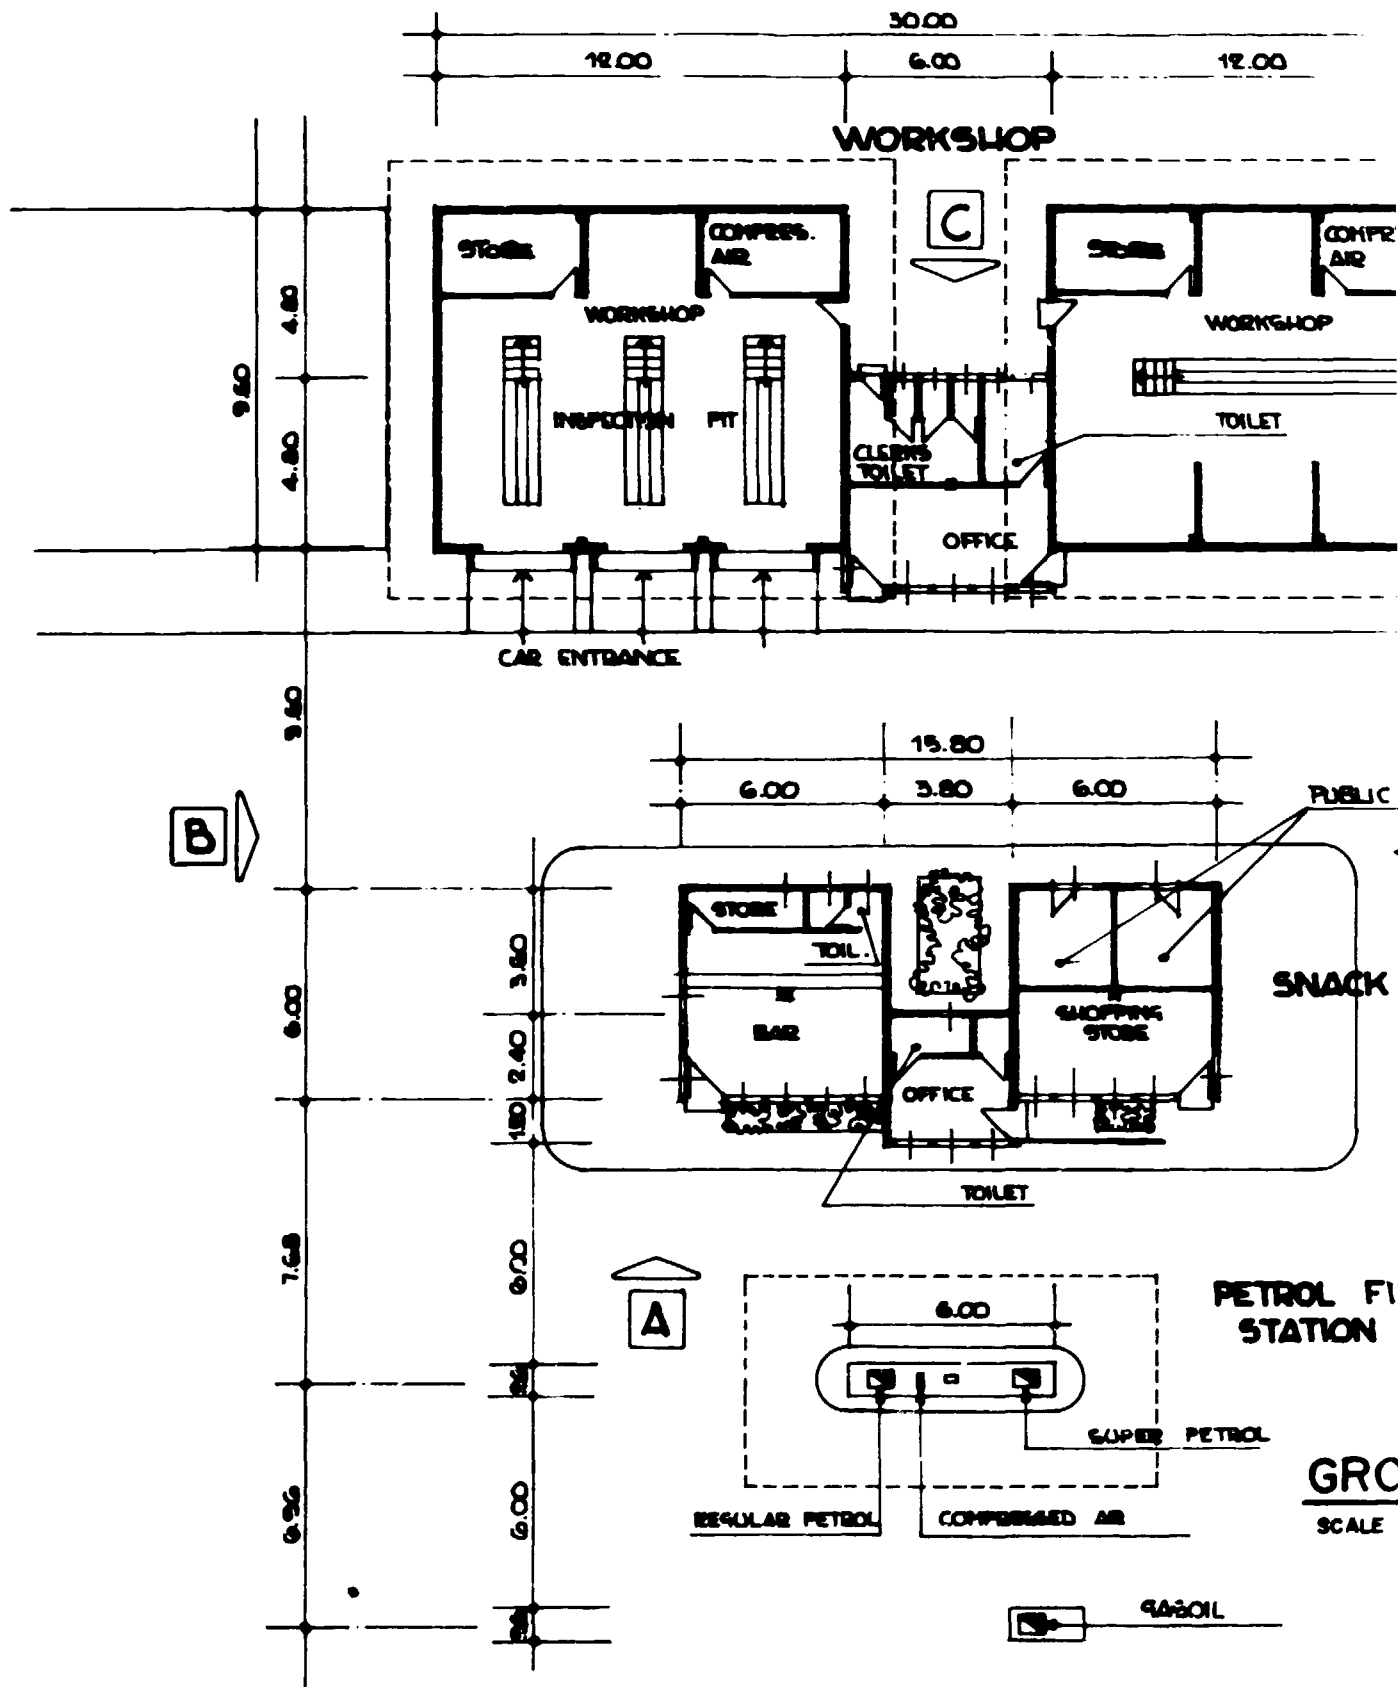 30.00
12.00 6.00 12.00
WORKSHOP
C
STORE
COMPRES.
AIR
STORE
COMPR
AIR
WORKSHOP
WORKSHOP
4.80
9.60
4.80
INSPECTION PIT
TOILET
CLERKS
TOILET
OFFICE
CAR ENTRANCE
9.60
15.80
6.00 3.80 6.00
PUBLIC
B
STORE
TOIL.
3.60
6.00
SNACK
SHOPPING
STORE
BAR
2.40
OFFICE
TOILET
7.68
6.00
A
6.00
PETROL FI
STATION
SUPER PETROL
GRO
SCALE
6.96
6.00
REGULAR PETROL
COMPRESSED AIR
GASOIL